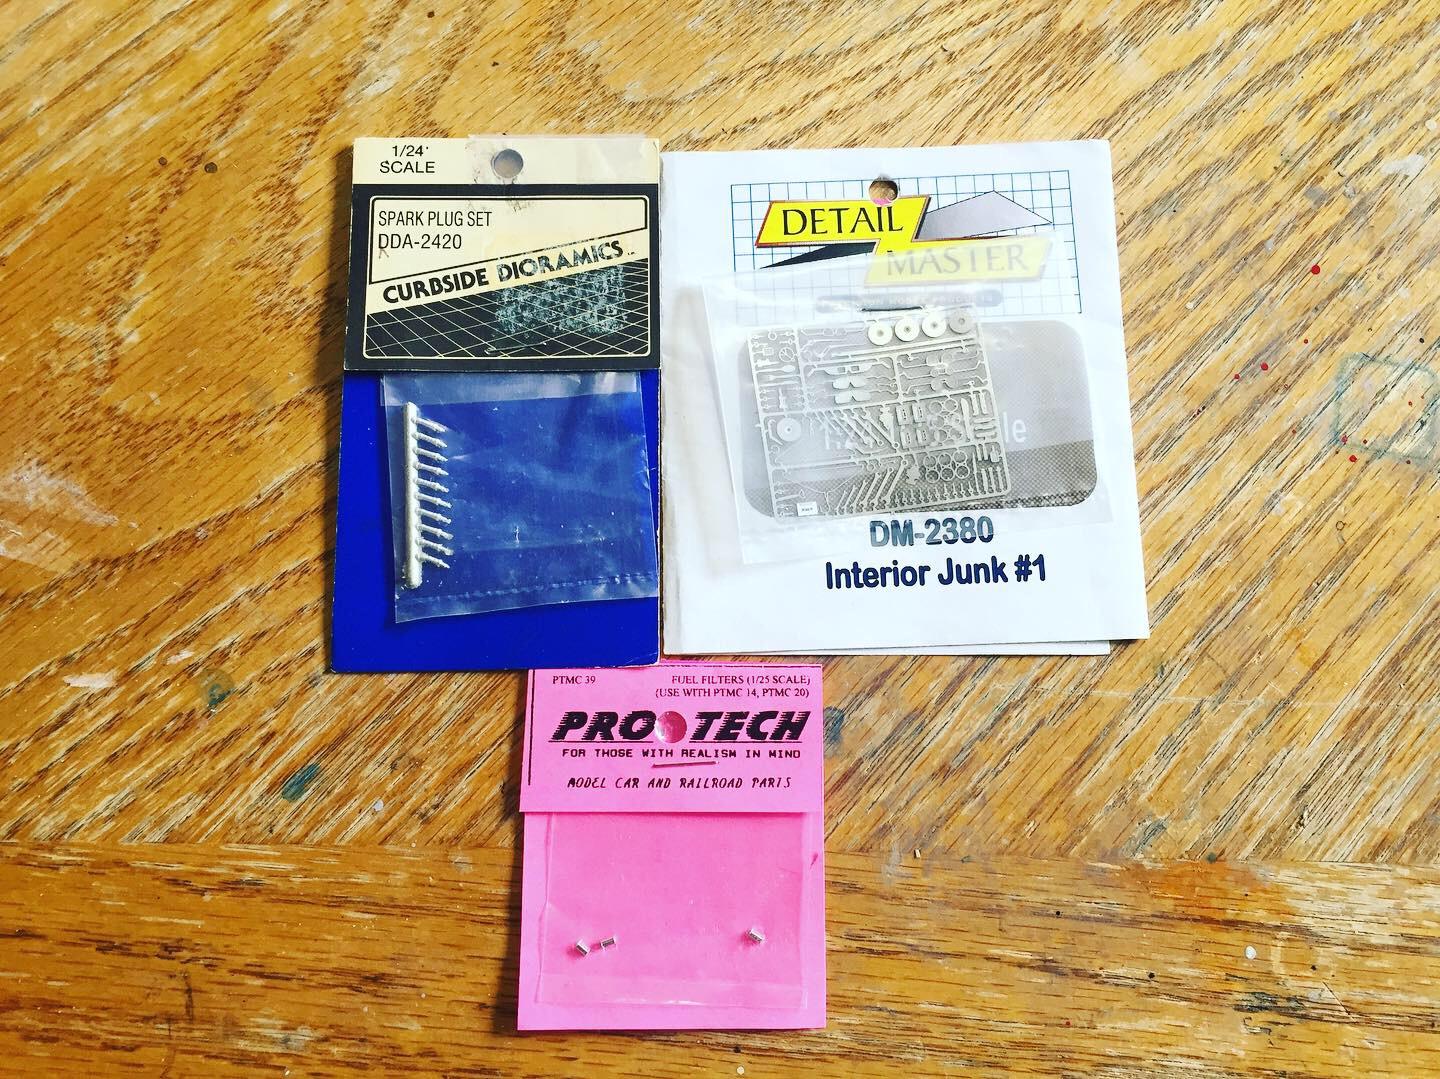 1/24'
SCALE
SPARK PLUG SET
DDA-2420
CURBSIDE DIORAMICS
DETAIL
MASTER
DM-2380
Interior Junk #1
PTMC 39
FUEL FILTERS (1/25 SCALE)
(USE WITH PTMC 14, PTMC 20)
PRO TECH
FOR THOSE WITH REALISM IN MIND
MODEL CAR AND RAILROAD PARTS